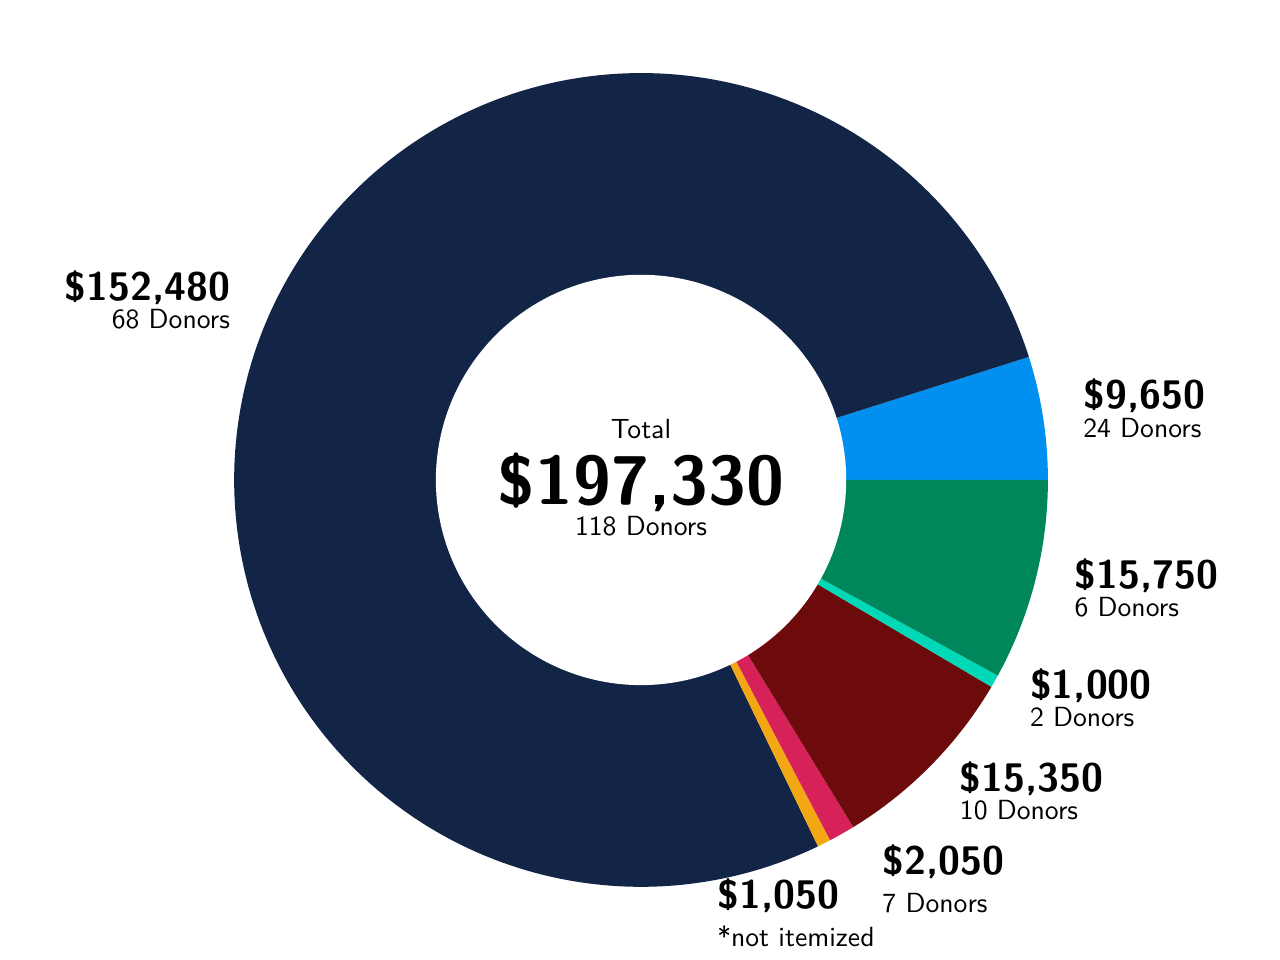 $152,480
68 Donors
$9,650
24 Donors
Total
$197,330
118 Donors
$15,750
6 Donors
$1,000
2 Donors
$15,350
10 Donors
$2,050
7 Donors
$1,050
*not itemized